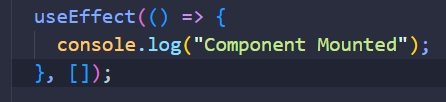 useEffect(() => {
  console.log("Component Mounted");
}, []);